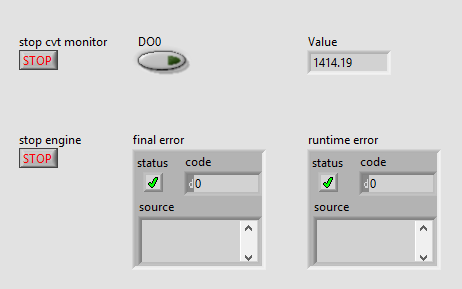 stop cvt monitor DO0 Value
STOP 1414.19
stop engine final error runtime error
STOP status code status code
d0 d0
source source